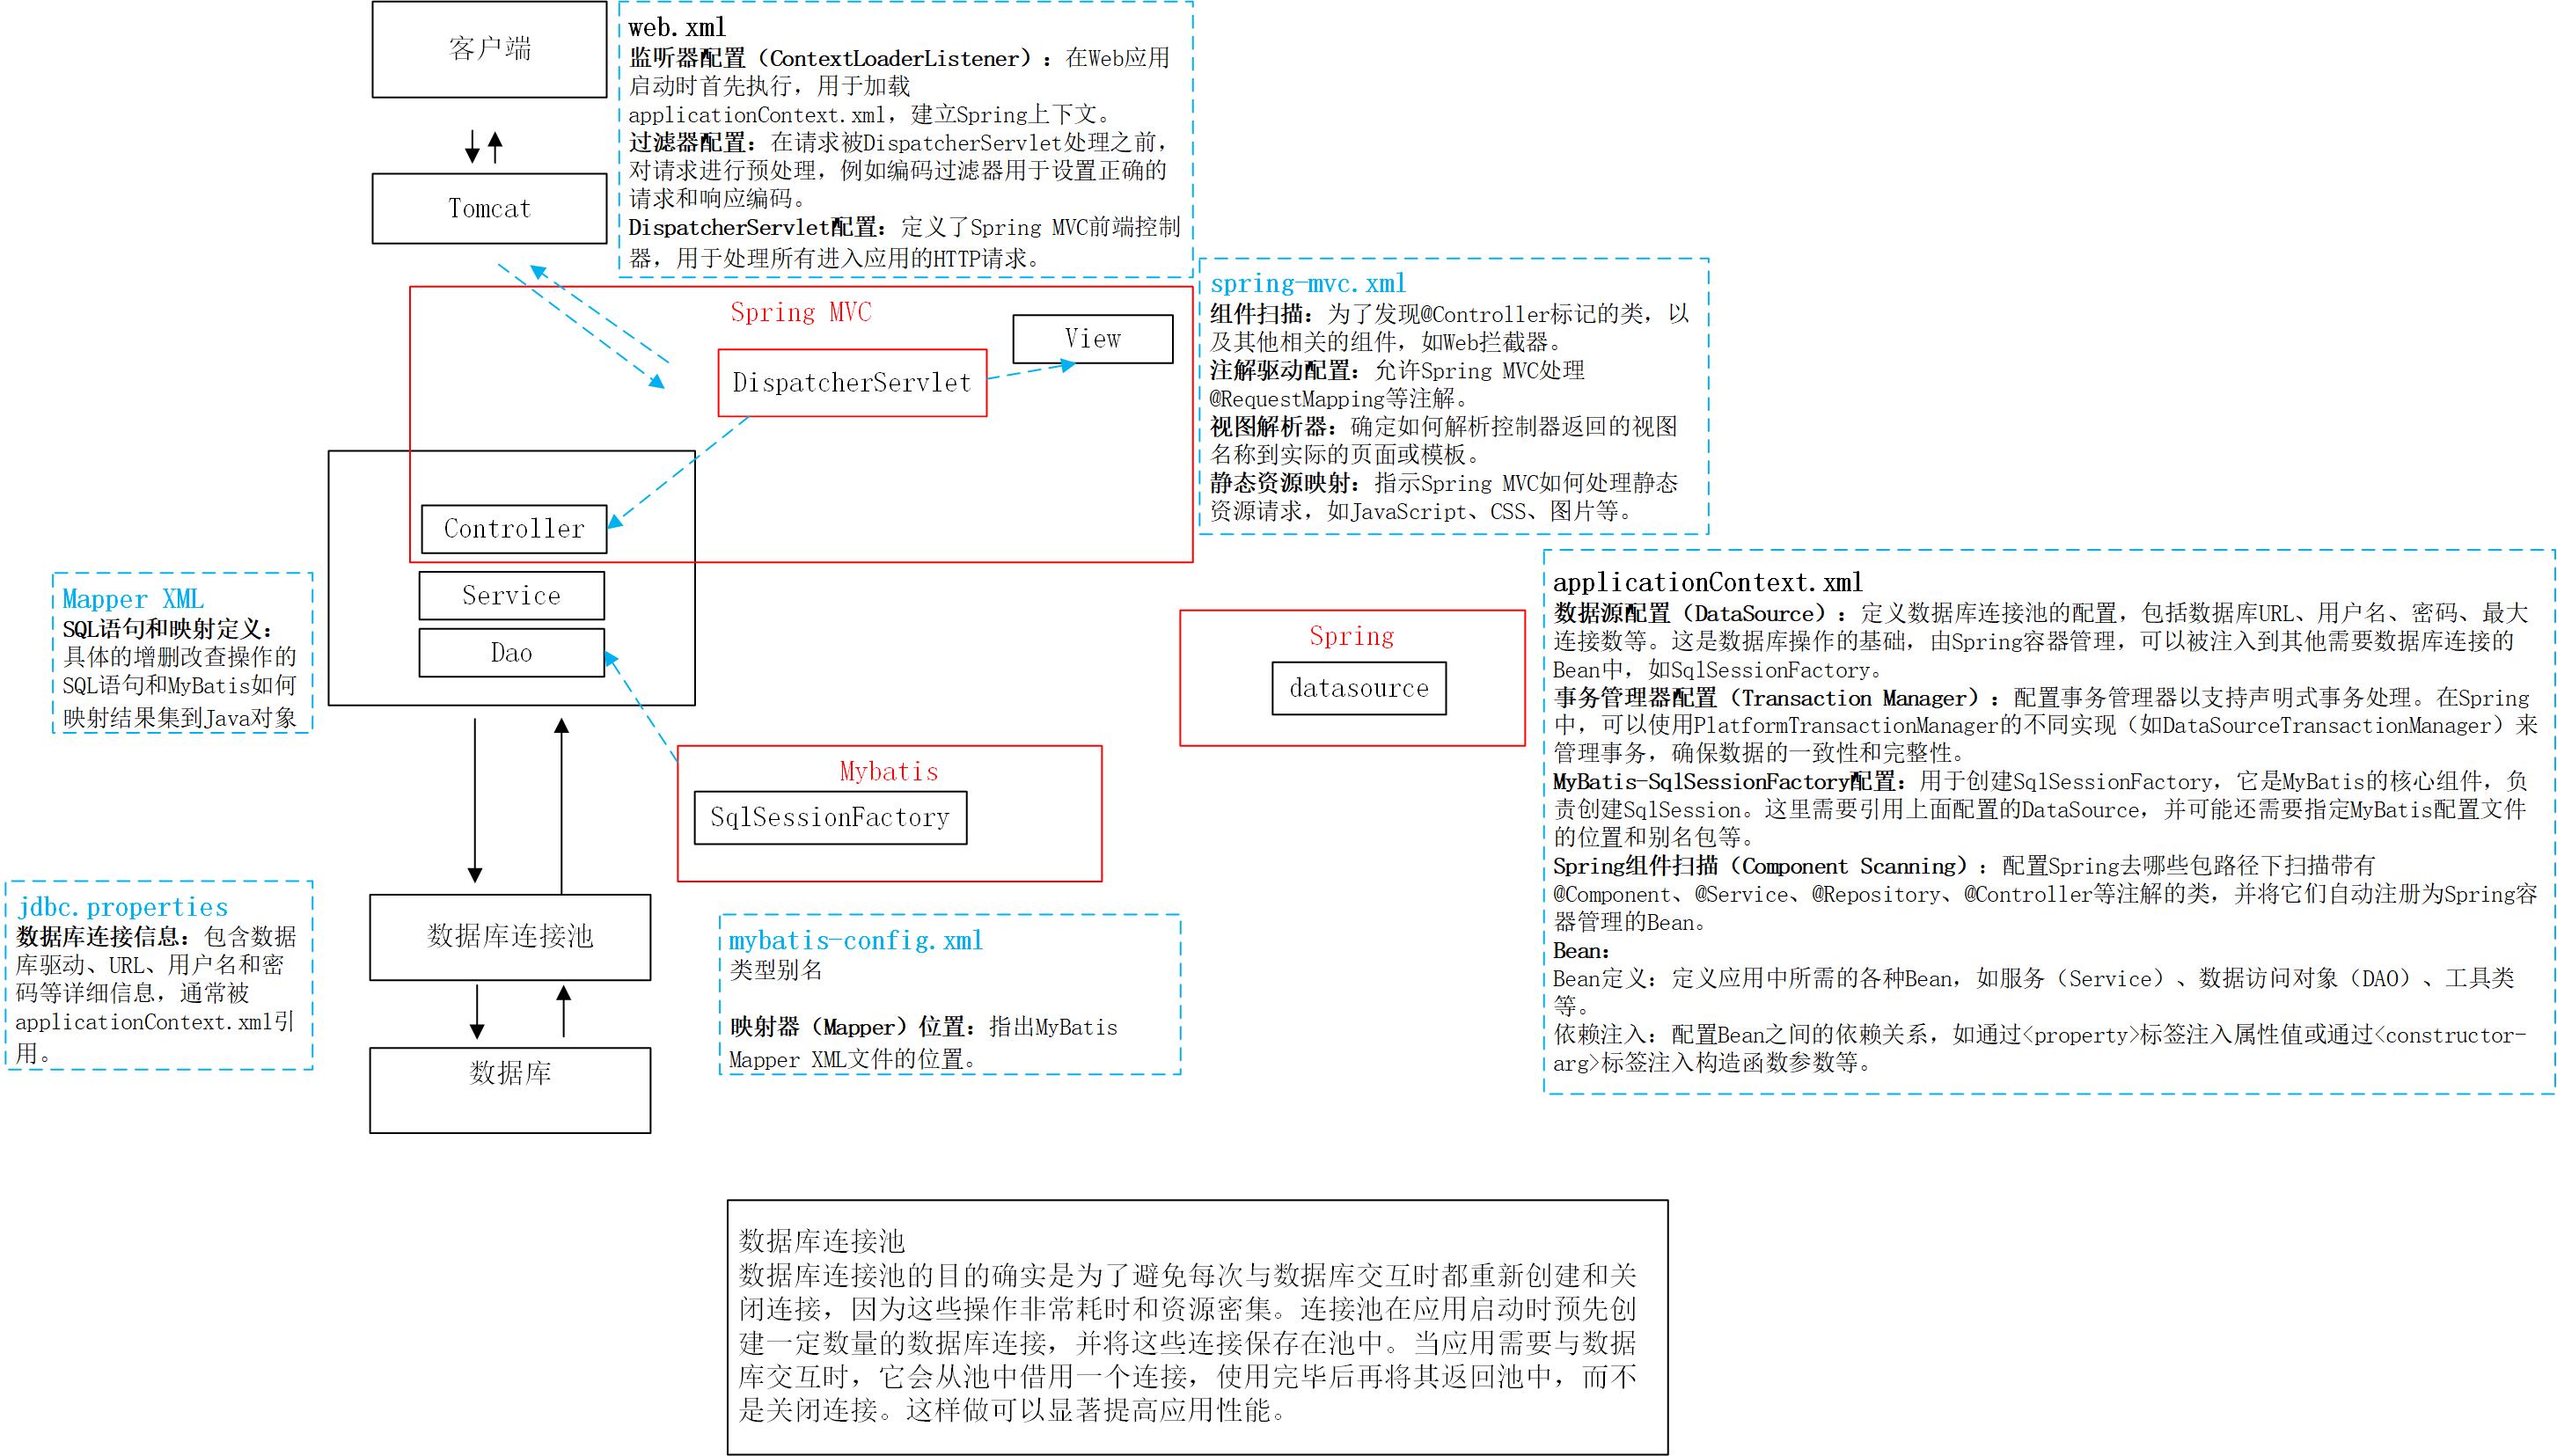 客户端
web.xml
监听器配置（ContextLoaderListener）：在Web应用
启动时首先执行，用于加载
applicationContext.xml，建立Spring上下文。
过滤器配置：在请求被DispatcherServlet处理之前，
对请求进行预处理，例如编码过滤器用于设置正确的
请求和响应编码。
DispatcherServlet配置：定义了Spring MVC前端控制
器，用于处理所有进入应用的HTTP请求。
Tomcat
Spring MVC
View
DispatcherServlet
spring-mvc.xml
组件扫描：为了发现@Controller标记的类，以
及其他相关的组件，如Web拦截器。
注解驱动配置：允许Spring MVC处理
@RequestMapping等注解。
视图解析器：确定如何解析控制器返回的视图
名称到实际的页面或模板。
静态资源映射：指示Spring MVC如何处理静态
资源请求，如JavaScript、CSS、图片等。
Controller
Service
Dao
Mapper XML
SQL语句和映射定义：
具体的增删改查操作的
SQL语句和MyBatis如何
映射结果集到Java对象
Spring
datasource
applicationContext.xml
数据源配置（DataSource）：定义数据库连接池的配置，包括数据库URL、用户名、密码、最大
连接数等。这是数据库操作的基础，由Spring容器管理，可以被注入到其他需要数据库连接的
Bean中，如SqlSessionFactory。
事务管理器配置（Transaction Manager）：配置事务管理器以支持声明式事务处理。在Spring
中，可以使用PlatformTransactionManager的不同实现（如DataSourceTransactionManager）来
管理事务，确保数据的一致性和完整性。
MyBatis-SqlSessionFactory配置：用于创建SqlSessionFactory，它是MyBatis的核心组件，负
责创建SqlSession。这里需要引用上面配置的DataSource，并可能还需要指定MyBatis配置文件
的位置和别名包等。
Spring组件扫描（Component Scanning）：配置Spring去哪些包路径下扫描带有
@Component、@Service、@Repository、@Controller等注解的类，并将它们自动注册为Spring容
器管理的Bean。
Bean：
Bean定义：定义应用中所需的各种Bean，如服务（Service）、数据访问对象（DAO）、工具类
等。
依赖注入：配置Bean之间的依赖关系，如通过<property>标签注入属性值或通过<constructor-
arg>标签注入构造函数参数等。
Mybatis
SqlSessionFactory
jdbc.properties
数据库连接信息：包含数据
库驱动、URL、用户名和密
码等详细信息，通常被
applicationContext.xml引
用。
数据库连接池
mybatis-config.xml
类型别名
映射器（Mapper）位置：指出MyBatis
Mapper XML文件的位置。
数据库
数据库连接池
数据库连接池的目的确实是为了避免每次与数据库交互时都重新创建和关
闭连接，因为这些操作非常耗时和资源密集。连接池在应用启动时预先创
建一定数量的数据库连接，并将这些连接保存在池中。当应用需要与数据
库交互时，它会从池中借用一个连接，使用完毕后再将其返回池中，而不
是关闭连接。这样做可以显著提高应用性能。